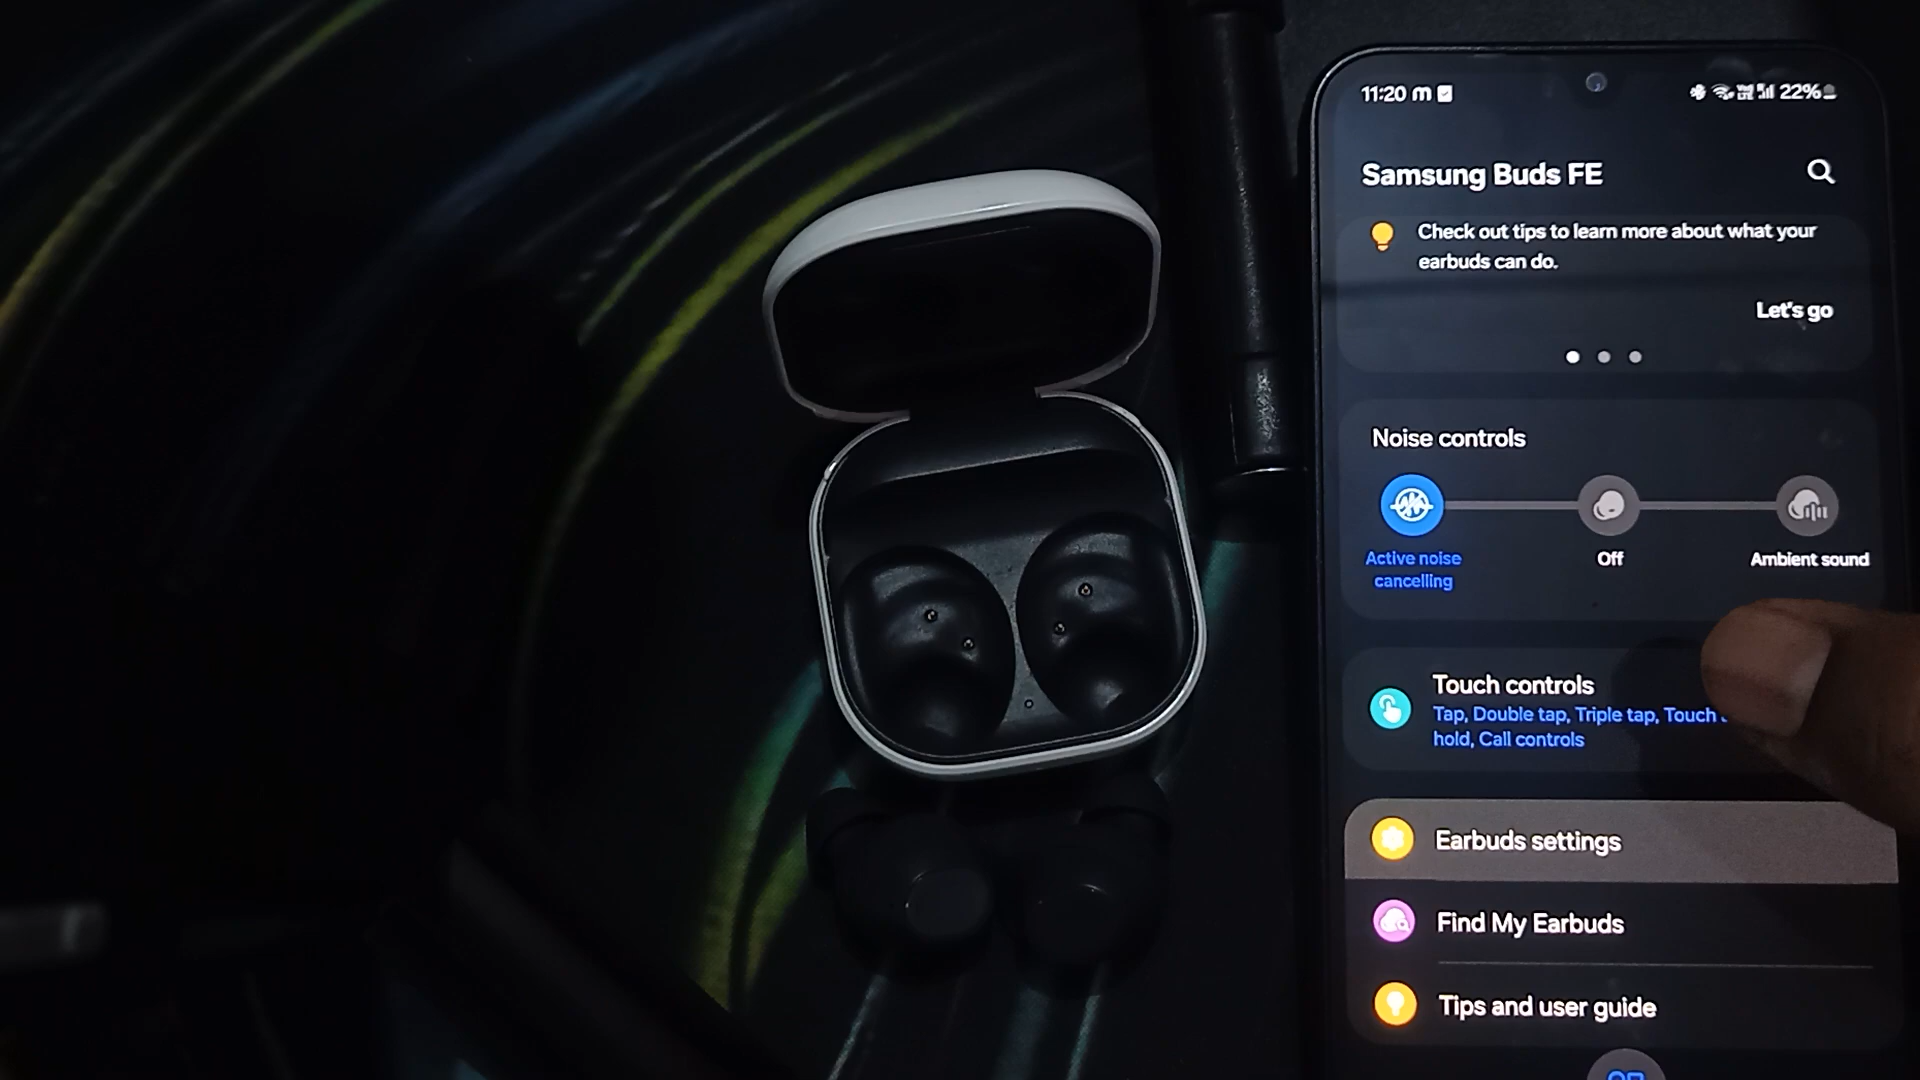 11:20 m
22%
Samsung Buds FE
Check out tips to learn more about what your
earbuds can do.
Let's go
Noise controls
Active noise
cancelling
Off
Ambient sound
Touch controls
Tap, Double tap, Triple tap, Touch
hold, Call controls
Earbuds settings
Find My Earbuds
Tips and user guide